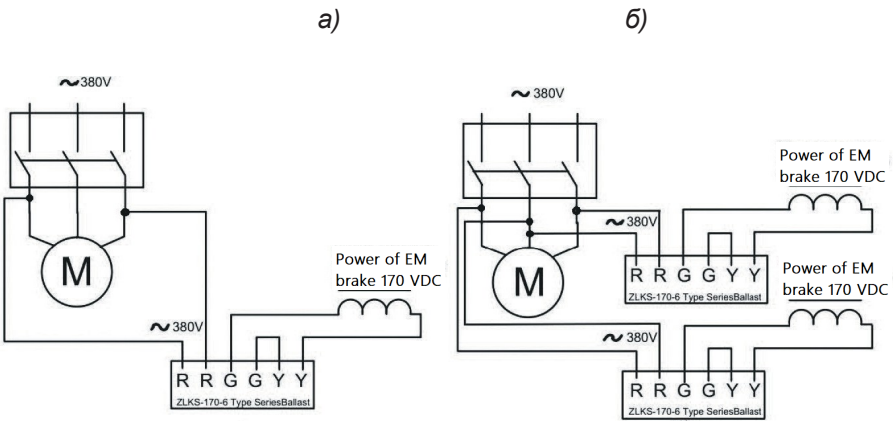 а)
380V
M
Power of EM
brake 170 VDC
380V
R R G G Y Y
ZLKS-170-6 Type SeriesBallast
б)
380V
M
Power of EM
brake 170 VDC
380V
R R G G Y Y
ZLKS-170-6 Type SeriesBallast
Power of EM
brake 170 VDC
380V
R R G G Y Y
ZLKS-170-6 Type SeriesBallast